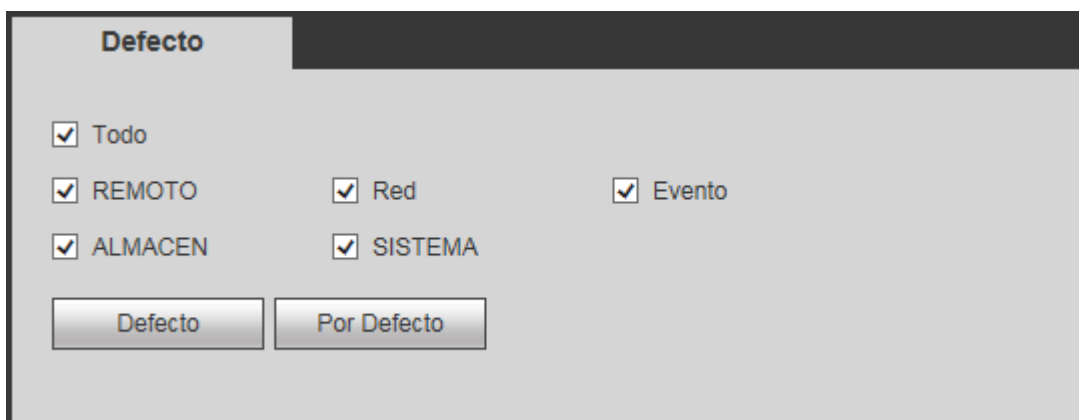 Defecto
Todo
REMOTO Red Evento
ALMACEN SISTEMA
Defecto Por Defecto